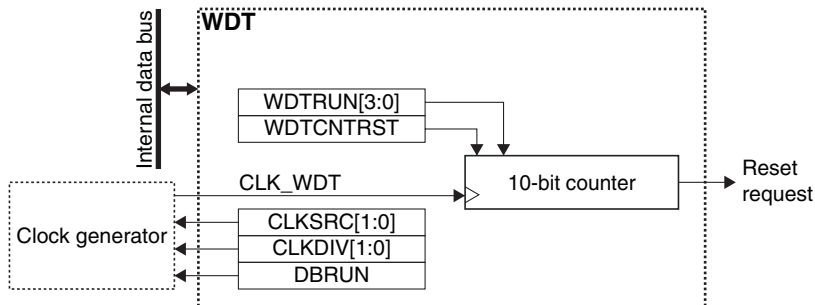 WDT
Internal data bus
WDTRUN[3:0]
WDTCNTRST
CLK_WDT
10-bit counter
Reset
request
Clock generator
CLKSRC[1:0]
CLKDIV[1:0]
DBRUN